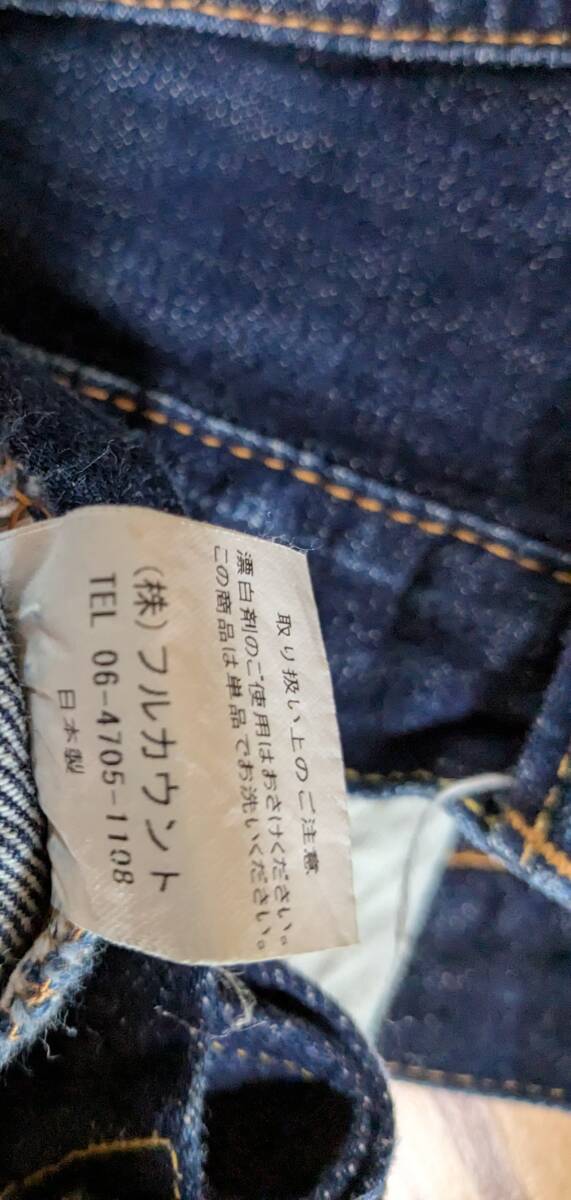 取り扱い上のご注意
漂白剤のご使用はおさけください。
この商品は単品でお洗いください。
(株)フルカウント
TEL 06-4705-1108
日本製